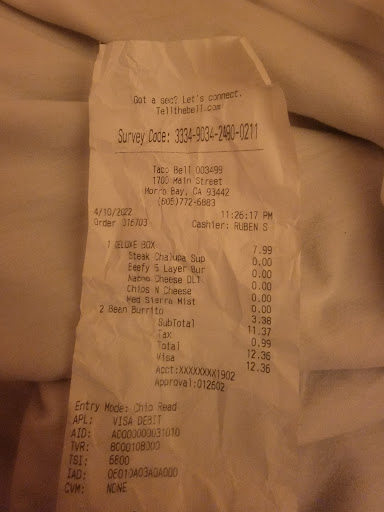 Got a sec? Let's connect.
Tellthebell.com
Survey Code: 3334-9034-2480-0211
Taco Bell 003498
1700 Main Street
Morro Bay, CA 93442
(805)772-6883
4/10/2022 11:26:17 PM
Order 316703 Cashier: RUBEN S
1 DELUXE BOX 7.99
Steak Chalupa Sup 0.00
Beefy 5 Layer Bur 0.00
Nacho Cheese DLT 0.00
Chips N Cheese 0.00
Med Sierra Mist 0.00
2 Bean Burrito 3.38
SubTotal 11.37
Tax 0.99
Total 12.36
Visa 12.36
Acct:XXXXXXXX1902
Approval:012602
Entry Mode: Chip Read
APL: VISA DEBIT
AID: A0000000031010
TVR: 8000108000
TSI: 6800
IAD: 06010A03A0A000
CVM: NONE